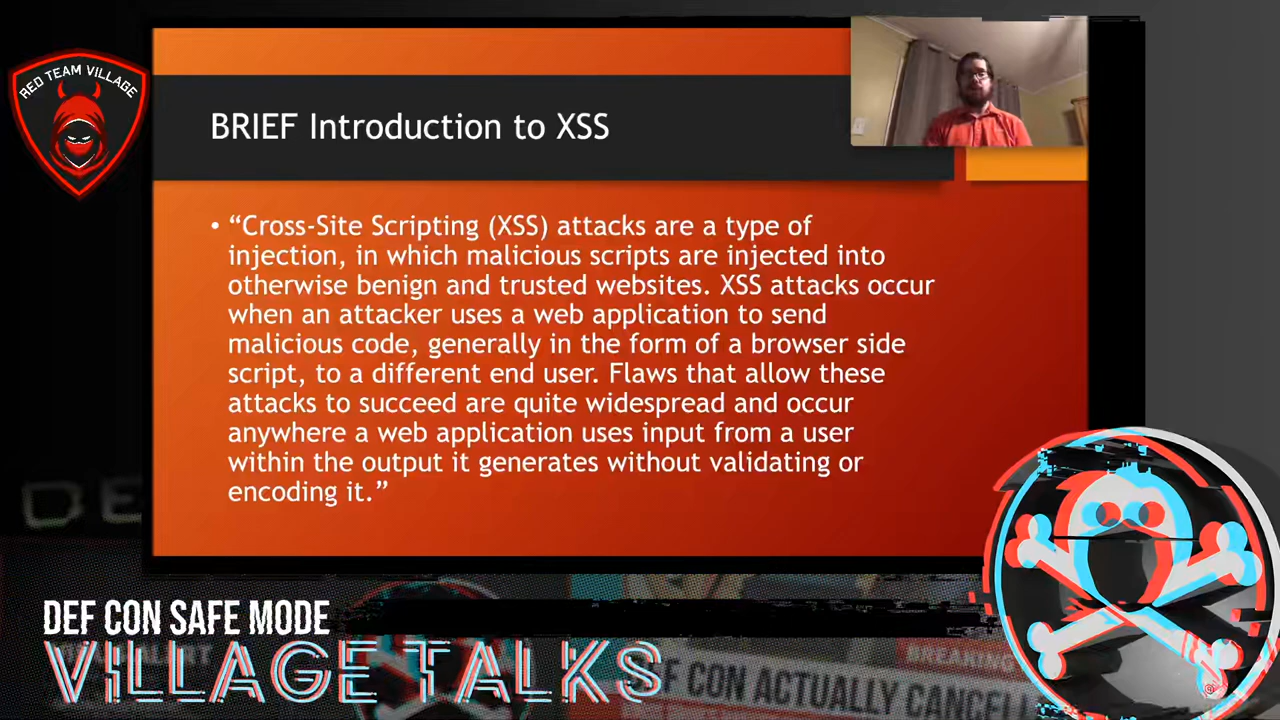 RED TEAM VILLAGE
BRIEF Introduction to XSS
• “Cross-Site Scripting (XSS) attacks are a type of
injection, in which malicious scripts are injected into
otherwise benign and trusted websites. XSS attacks occur
when an attacker uses a web application to send
malicious code, generally in the form of a browser side
script, to a different end user. Flaws that allow these
attacks to succeed are quite widespread and occur
anywhere a web application uses input from a user
within the output it generates without validating or
encoding it.”
DEF CON SAFE MODE
VILLAGE TALKS
DEF CON ACTUALLY CANCELL